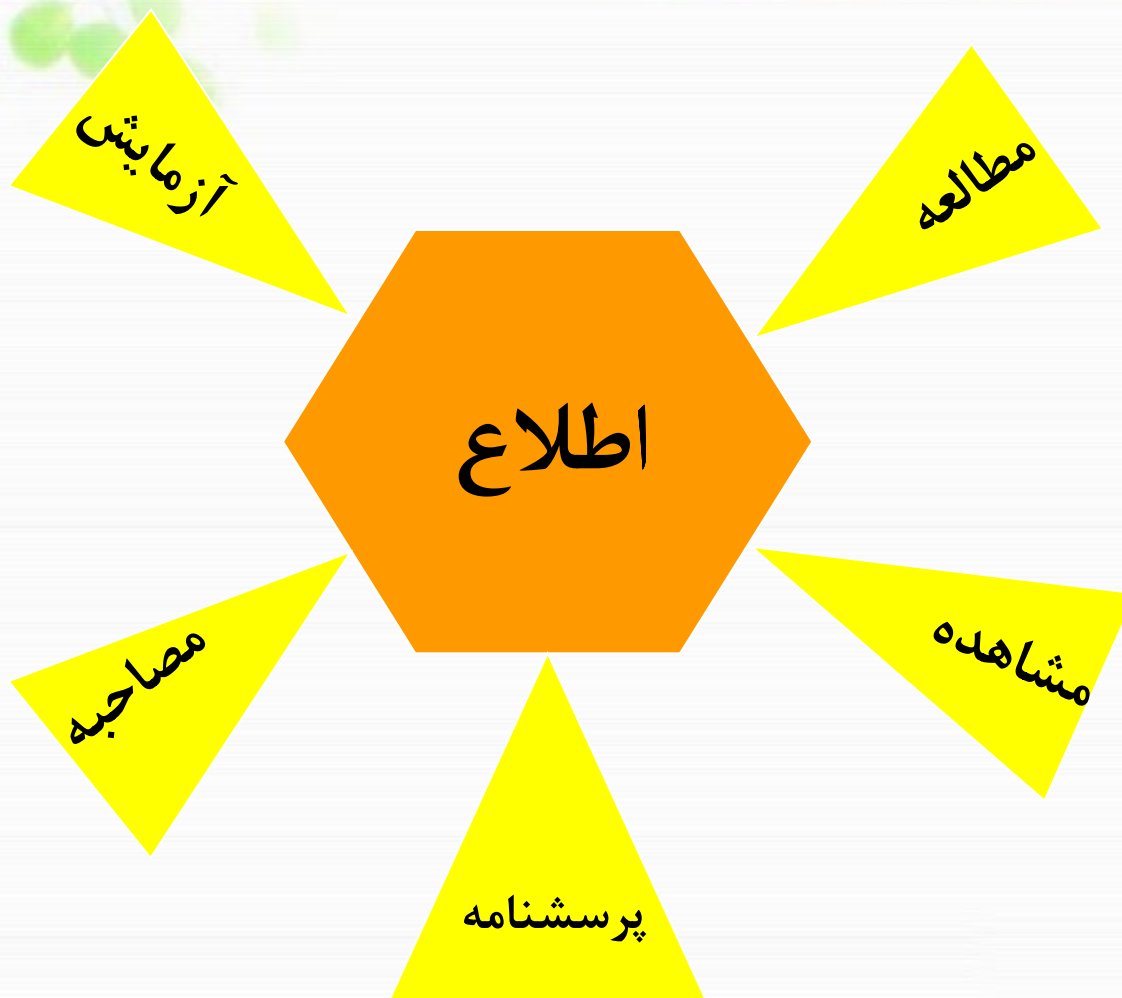 مطالعه
آزمایش
اطلاع
مشاهده
مصاحبه
پرسشنامه